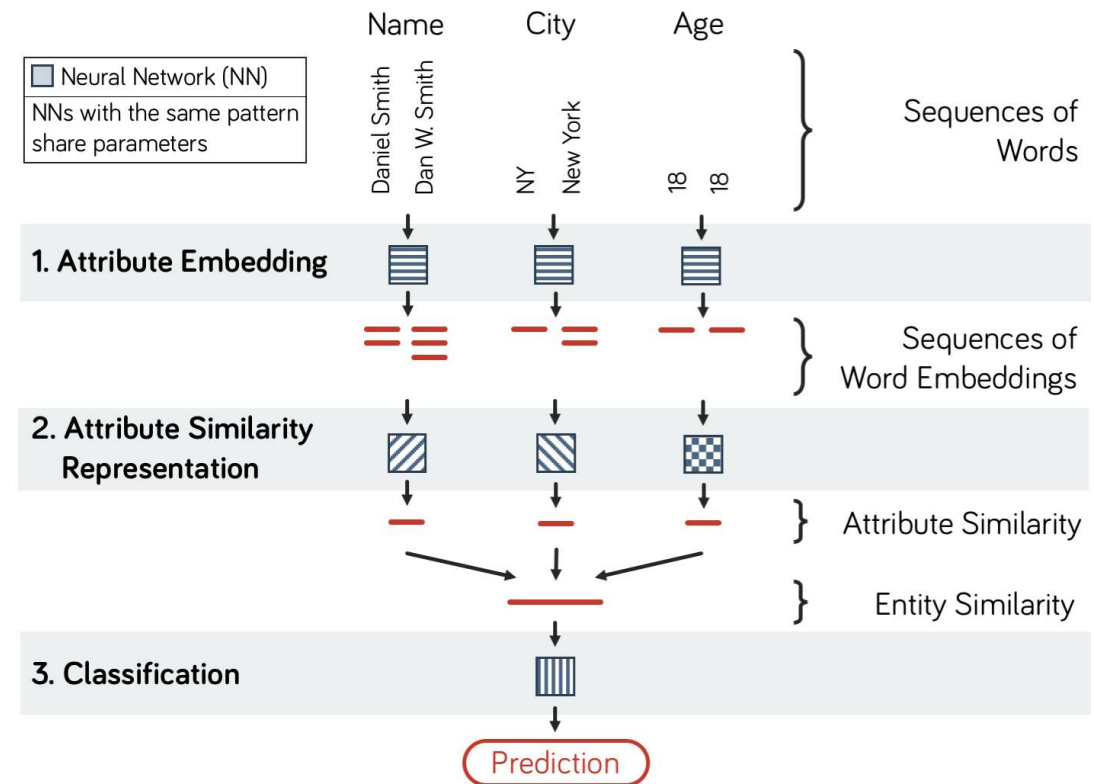 Name
City
Age
Neural Network (NN)
NNs with the same pattern
share parameters
Daniel Smith
Dan W. Smith
NY
New York
18
18
Sequences of
Words
1. Attribute Embedding
Sequences of
Word Embeddings
2. Attribute Similarity
Representation
Attribute Similarity
Entity Similarity
3. Classification
Prediction